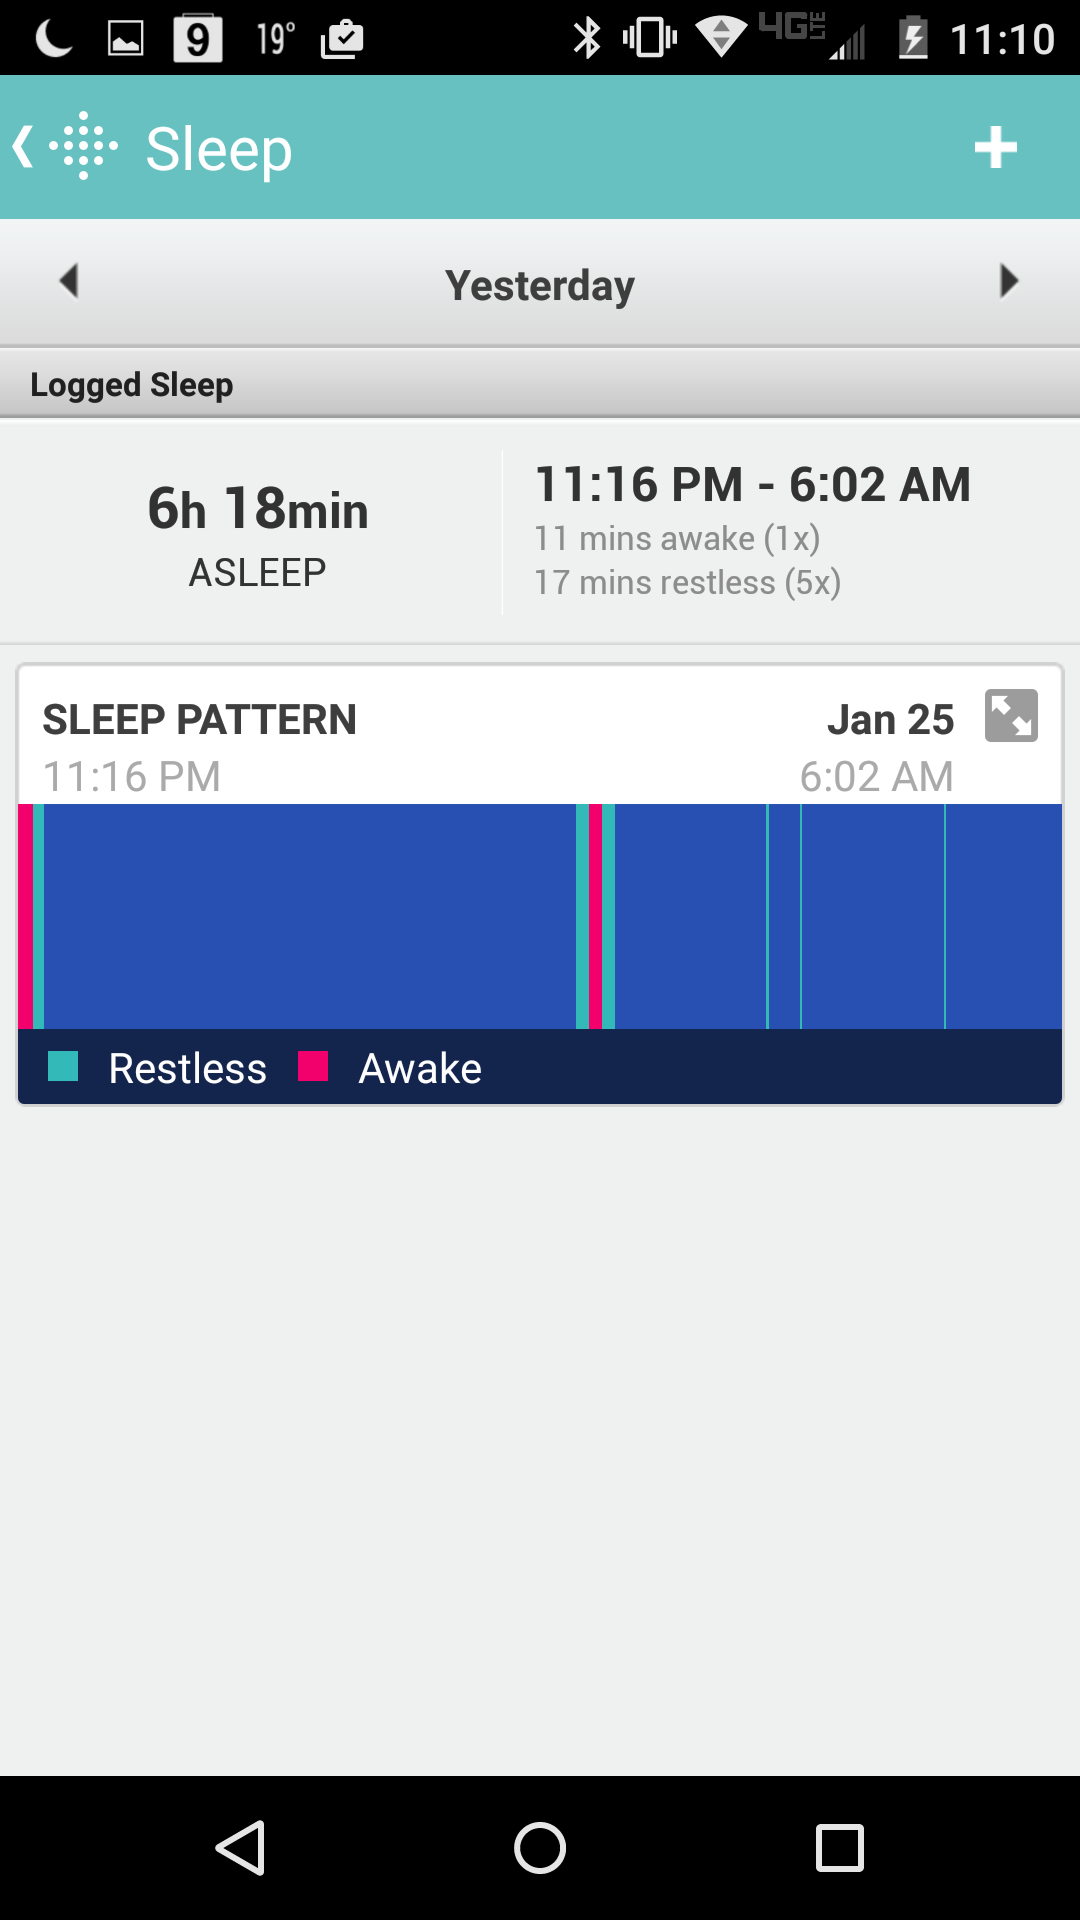 9 19° 4G LTE 11:10
Sleep
Yesterday
Logged Sleep
6h 18min
ASLEEP
11:16 PM - 6:02 AM
11 mins awake (1x)
17 mins restless (5x)
SLEEP PATTERN Jan 25
11:16 PM 6:02 AM
Restless Awake